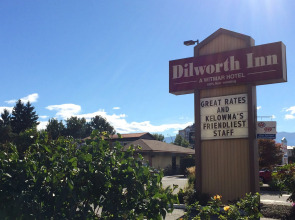 Dilworth Inn
A WITMAR HOTEL
GREAT RATES
AND
KELOWNA'S
FRIENDLIEST
STAFF